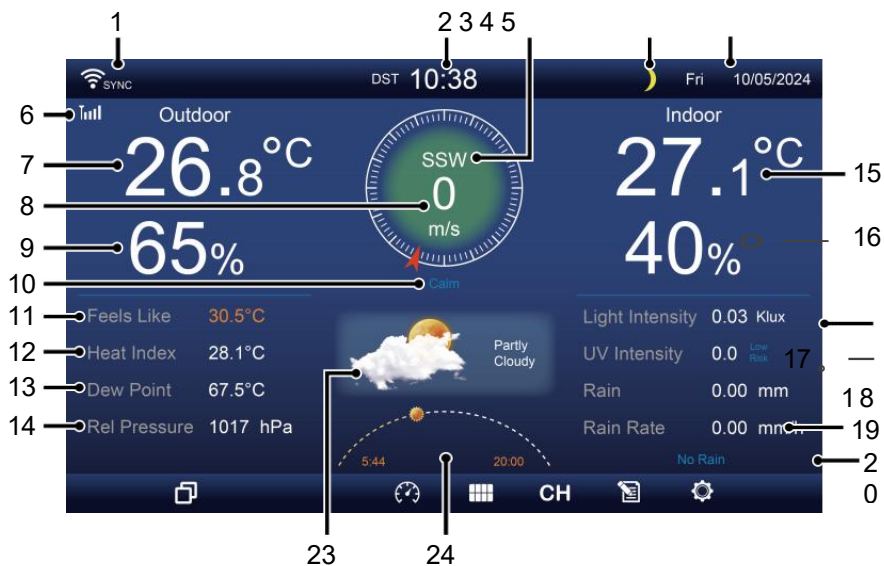 1 2 3 4 5
SYNC DST 10:38 Fri 10/05/2024
6 Outdoor Indoor
7 26.8°C SSW 27.1°C 15
8 0
m/s
9 65% 40% 16
10 Calm
11 Feels Like 30.5°C Light Intensity 0.03 Klux
12 Heat Index 28.1°C Partly Cloudy UV Intensity 0.0 Low Risk 17
13 Dew Point 67.5°C Rain 0.00 mm 18
14 Rel Pressure 1017 hPa Rain Rate 0.00 19
5:44 20:00 No Rain 2
CH 0
23 24